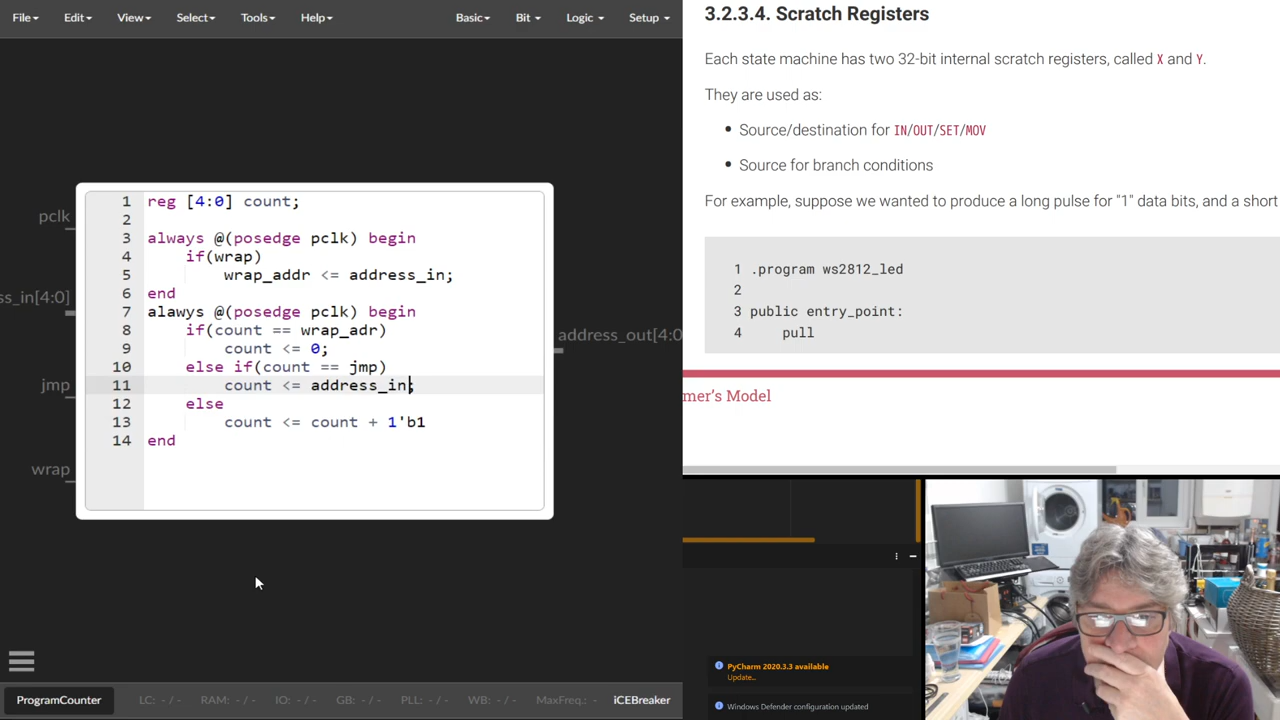 File Edit View Select Tools Help Basic Bit Logic Setup
pclk
ss_in[4:0]
jmp
wrap
address_out[4:0
1 reg [4:0] count;
2
3 always @(posedge pclk) begin
4 if(wrap)
5 wrap_addr <= address_in;
6 end
7 alawys @(posedge pclk) begin
8 if(count == wrap_adr)
9 count <= 0;
10 else if(count == jmp)
11 count <= address_in;
12 else
13 count <= count + 1'b1
14 end
ProgramCounter LC: - / - RAM: - / - IO: - / - GB: - / - PLL: - / - WB: - / - MaxFreq.: - / - iCEBreaker
3.2.3.4. Scratch Registers
Each state machine has two 32-bit internal scratch registers, called X and Y.
They are used as:
• Source/destination for IN/OUT/SET/MOV
• Source for branch conditions
For example, suppose we wanted to produce a long pulse for "1" data bits, and a short
1 .program ws2812_led
2
3 public entry_point:
4 pull
mer's Model
PyCharm 2020.3.3 available
Update...
Windows Defender configuration updated